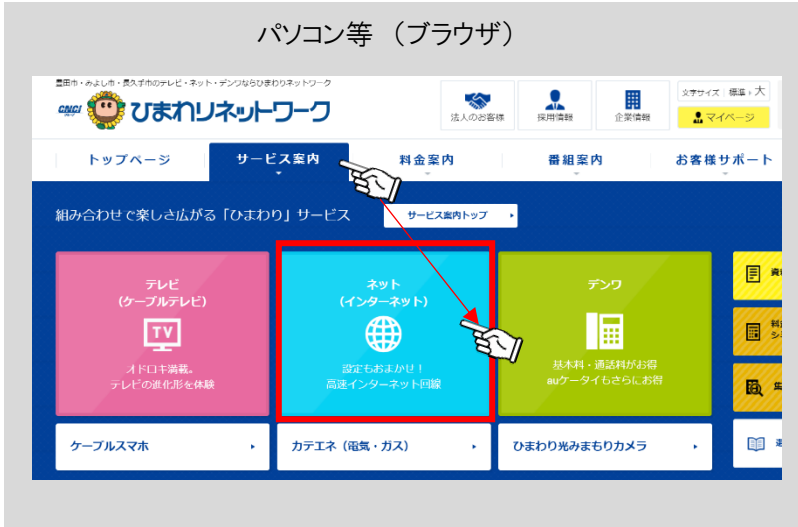 パソコン等 （ブラウザ）
豊田市・みよし市・長久手市のテレビ・ネット・デンワならひまわりネットワーク
CNCI ひまわりネットワーク
法人のお客様
採用情報
企業情報
文字サイズ 標準 大
マイページ
トップページ
サービス案内
料金案内
番組案内
お客様サポート
組み合わせで楽しさ広がる「ひまわり」サービス
サービス案内トップ
テレビ
(ケーブルテレビ)
TV
オドロキ満載。
テレビの進化形を体験
ネット
(インターネット)
設定もおまかせ！
高速インターネット回線
デンワ
基本料・通話料がお得
auケータイもさらにお得
ケーブルスマホ
カテエネ（電気・ガス）
ひまわり光みまもりカメラ